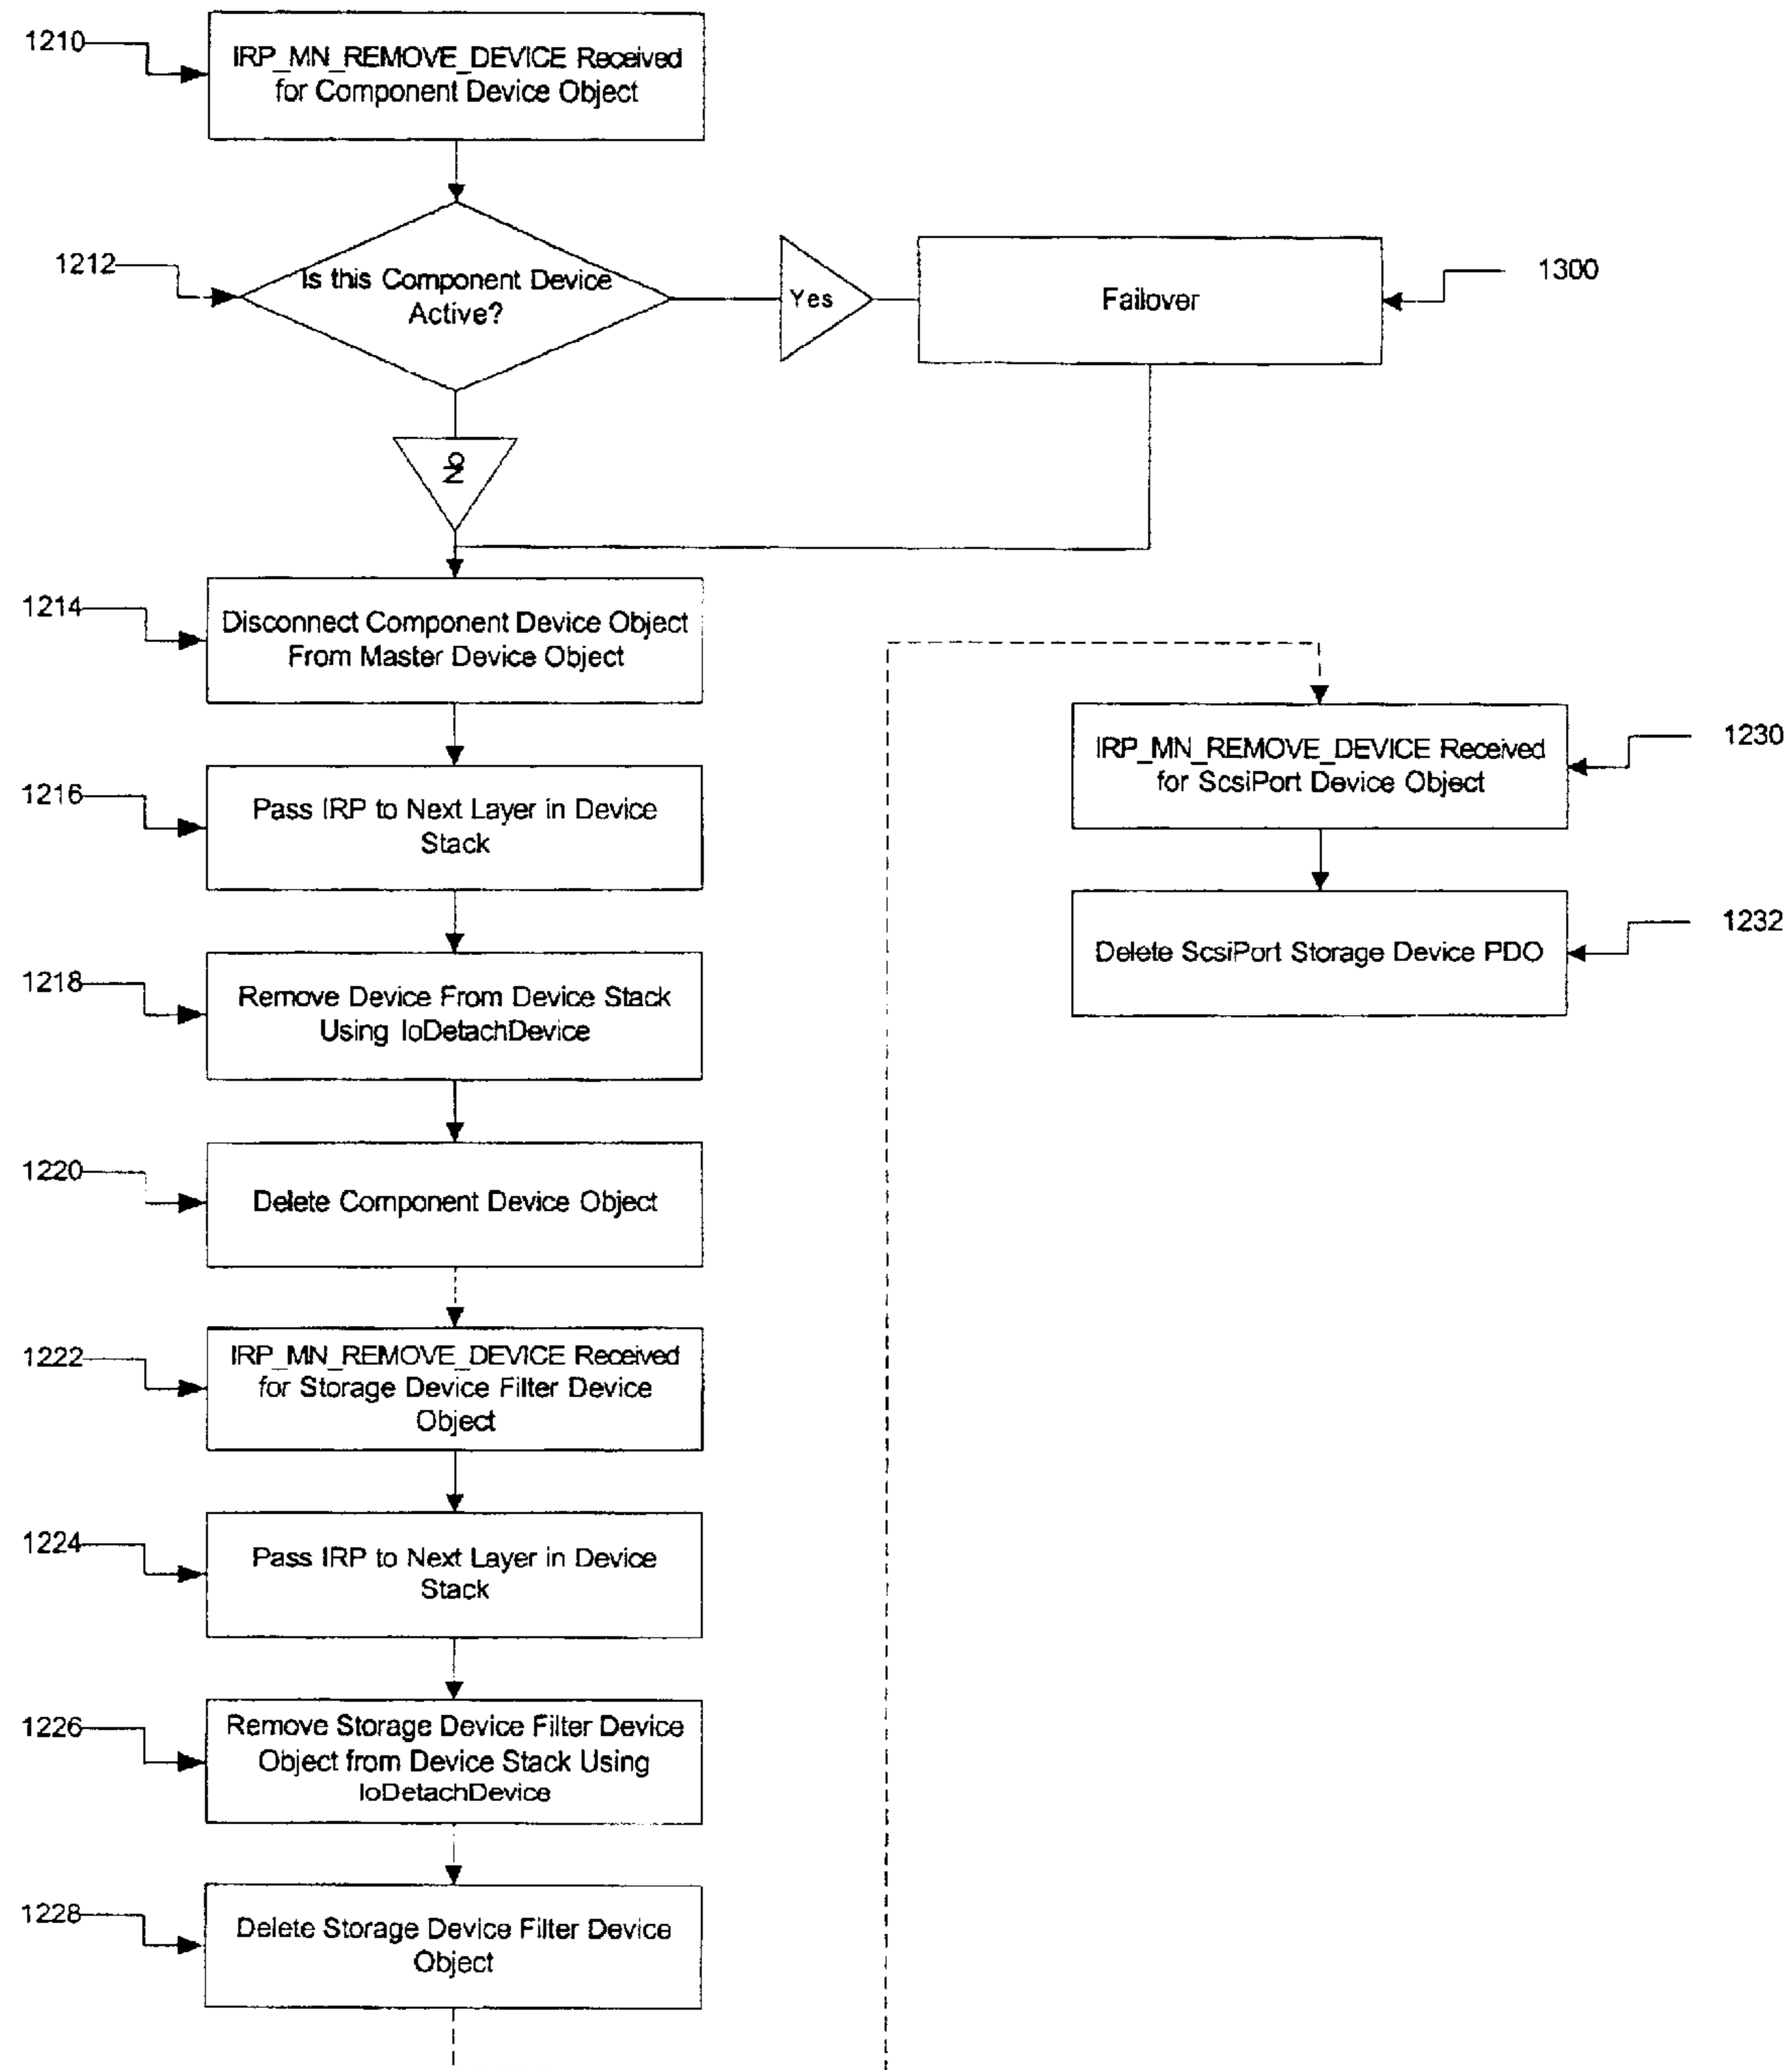 1210
IRP_MN_REMOVE_DEVICE Received
for Component Device Object
1212
Is this Component Device
Active?
Yes
Failover
1300
No
1214
Disconnect Component Device Object
From Master Device Object
1216
Pass IRP to Next Layer in Device
Stack
1218
Remove Device From Device Stack
Using IoDetachDevice
1220
Delete Component Device Object
1222
IRP_MN_REMOVE_DEVICE Received
for Storage Device Filter Device
Object
1224
Pass IRP to Next Layer in Device
Stack
1226
Remove Storage Device Filter Device
Object from Device Stack Using
IoDetachDevice
1228
Delete Storage Device Filter Device
Object
IRP_MN_REMOVE_DEVICE Received
for ScsiPort Device Object
1230
Delete ScsiPort Storage Device PDO
1232